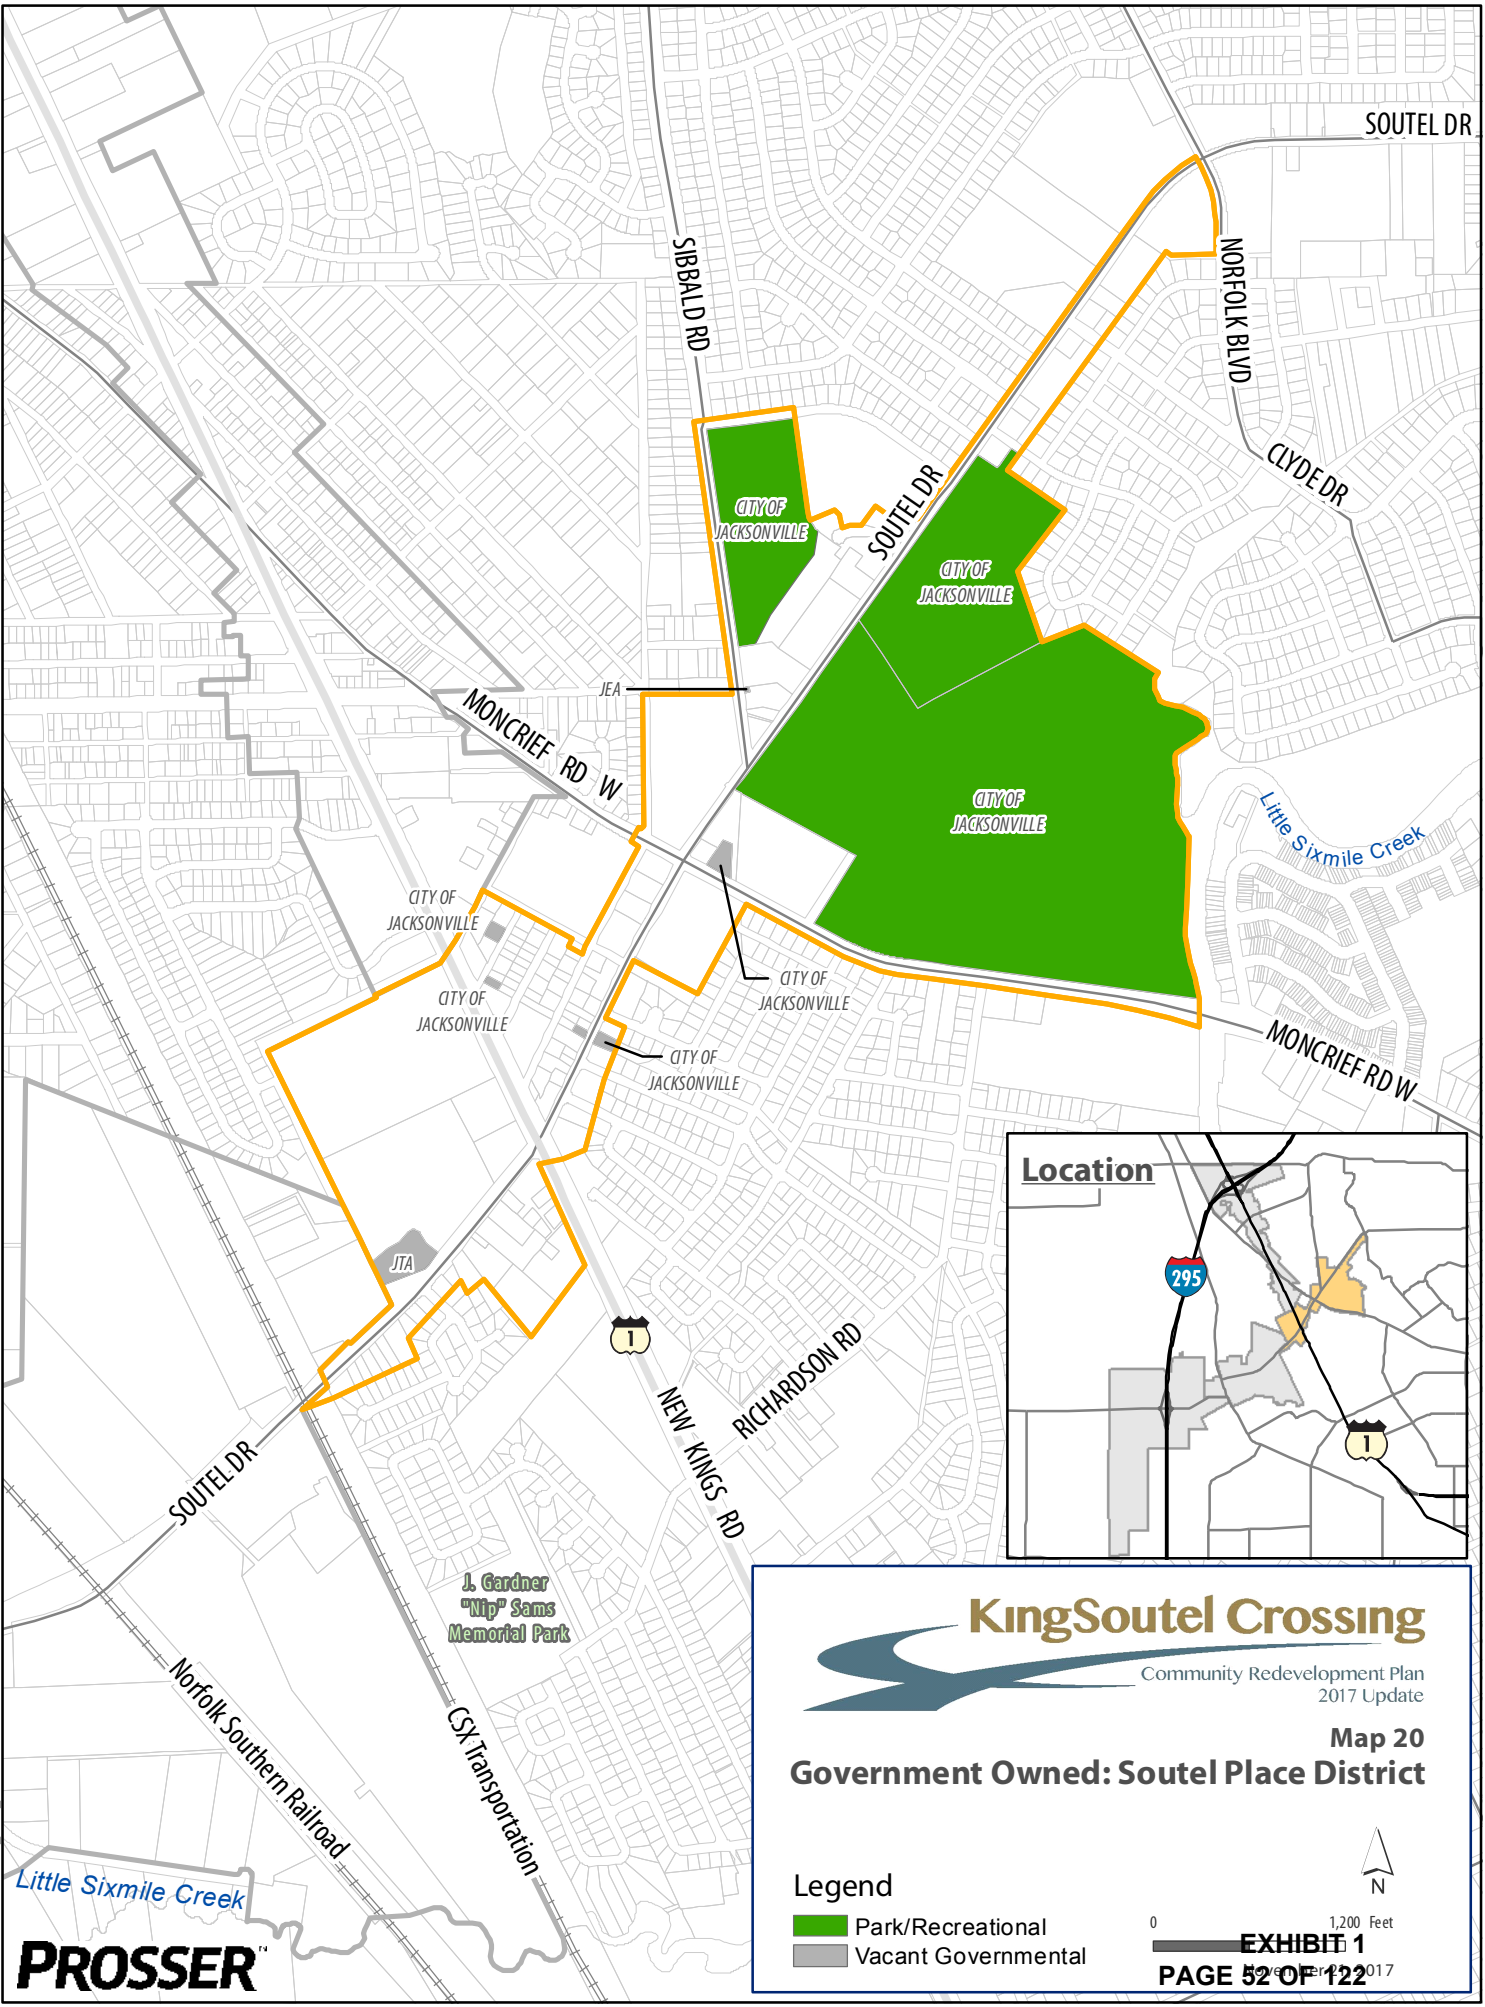 SOUTEL DR
SIBBALD RD
NORFOLK BLVD
CLYDE DR
SOUTEL DR
CITY OF
JACKSONVILLE
CITY OF
JACKSONVILLE
JEA
MONCRIEF RD W
CITY OF
JACKSONVILLE
Little Sixmile Creek
CITY OF
JACKSONVILLE
CITY OF
JACKSONVILLE
CITY OF
JACKSONVILLE
CITY OF
JACKSONVILLE
MONCRIEF RD W
JTA
Location
295
1
1
RICHARDSON RD
NEW KINGS RD
SOUTEL DR
J. Gardner
"Nip" Sams
Memorial Park
Norfolk Southern Railroad
CSX Transportation
Little Sixmile Creek
PROSSER™
KingSoutel Crossing
Community Redevelopment Plan
2017 Update
Map 20
Government Owned: Soutel Place District
N
Legend
Park/Recreational
Vacant Governmental
0 1,200 Feet
EXHIBIT 1
November 21, 2017
PAGE 52 OF 122